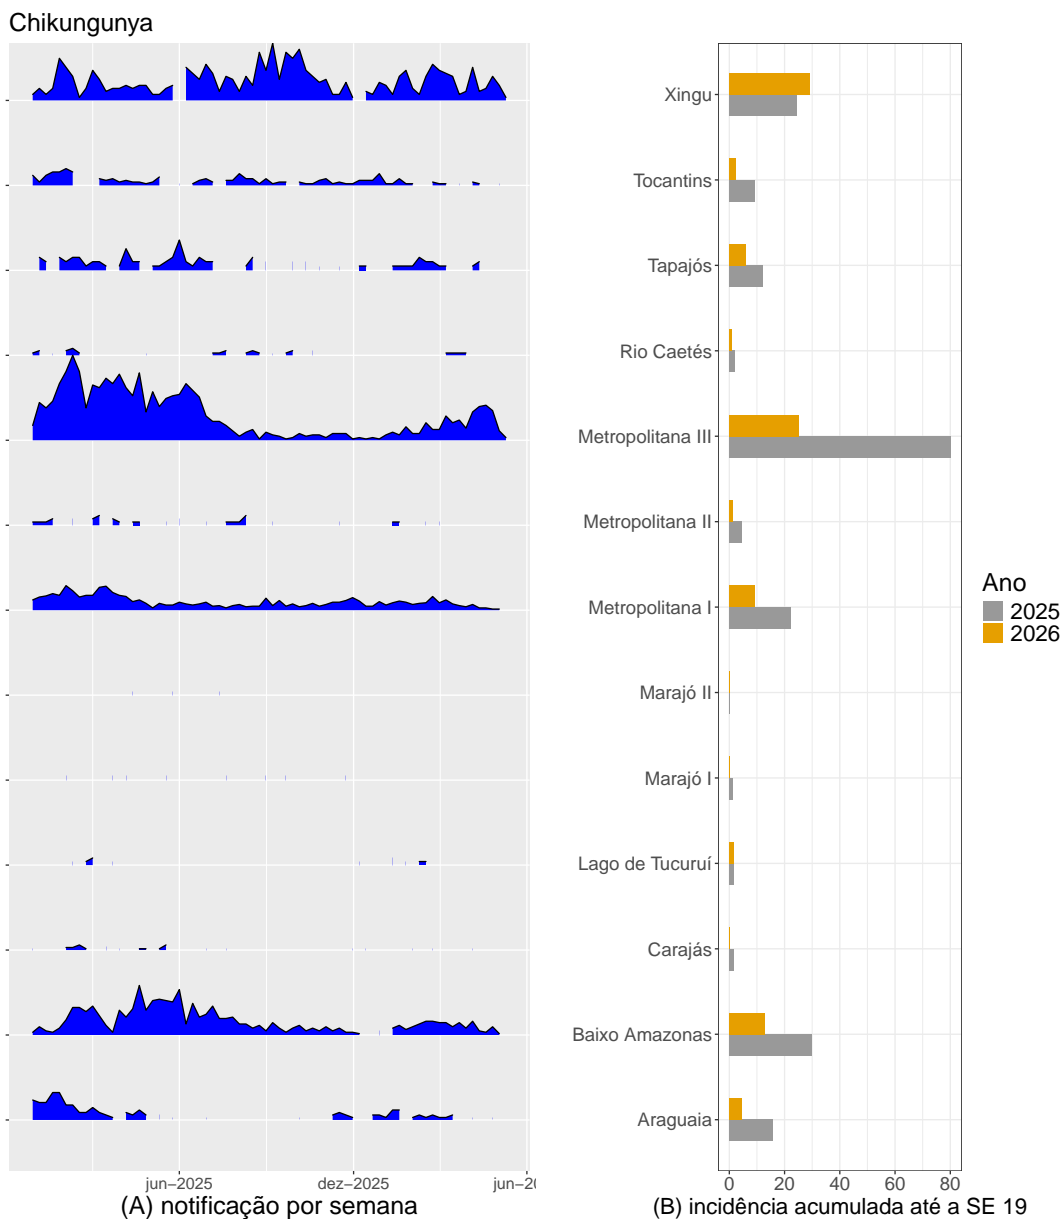 Chikungunya
Xingu
Tocantins
Tapajós
Rio Caetés
Metropolitana III
Metropolitana II
Metropolitana I
Marajó II
Marajó I
Lago de Tucuruí
Carajás
Baixo Amazonas
Araguaia
Ano
2025
2026
jun−2025
dez−2025
0
20
40
60
80
(A) notificação por semana
(B) incidência acumulada até a SE 19